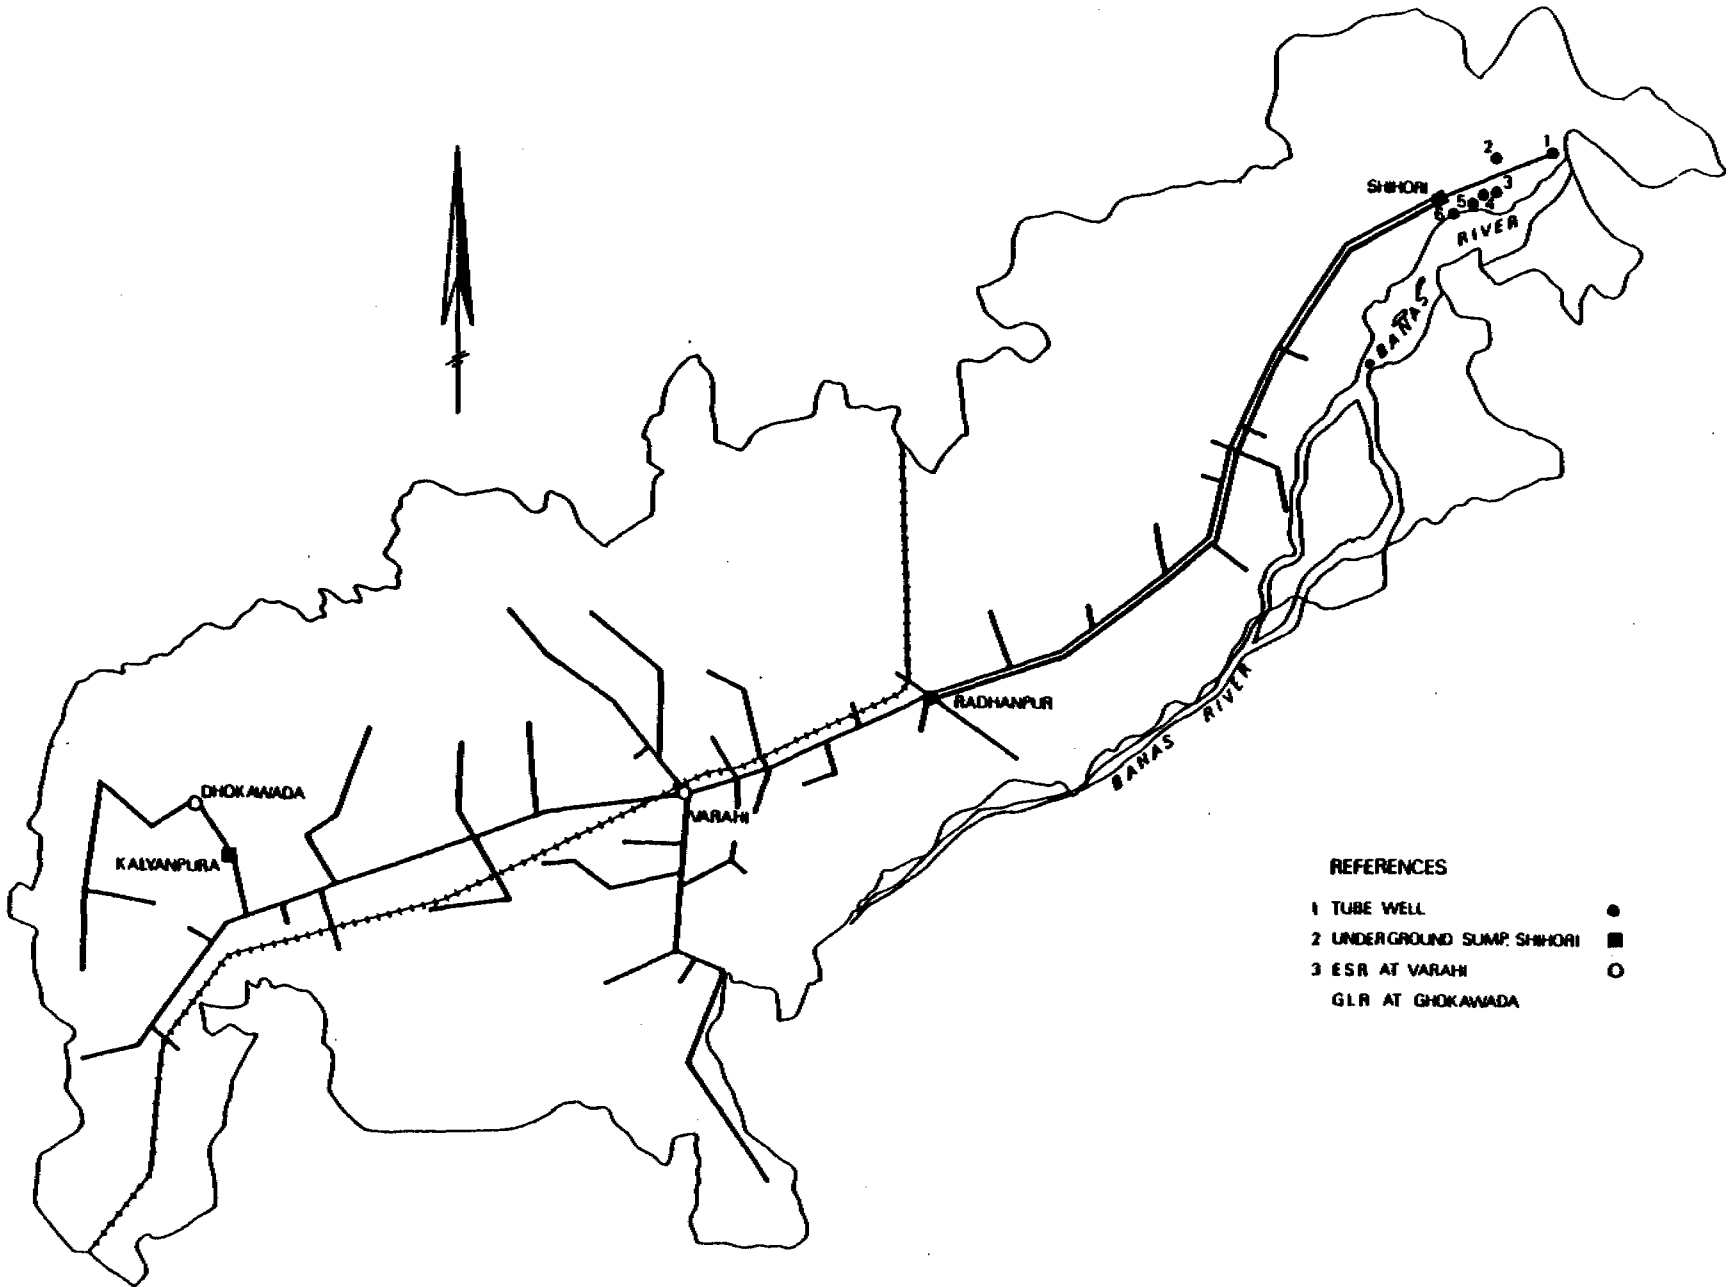 1
2
SHIHORI
3
5 4
6
RIVER
BANAS
RADHANPUR
RIVER
BANAS
DHOKAWADA
VARAHI
KALYANPURA
REFERENCES
1 TUBE WELL
2 UNDERGROUND SUMP. SHIHORI
3 ESR AT VARAHI
GLR AT GHOKAWADA